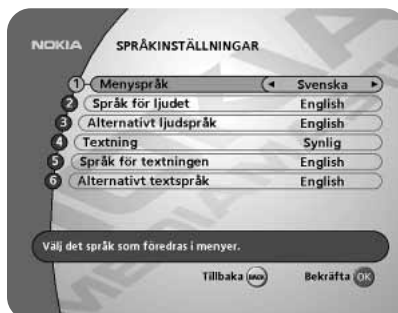 NOKIA SPRÅKINSTÄLLNINGAR
1 Menyspråk Svenska
2 Språk för ljudet English
3 Alternativt ljudspråk English
4 Textning Synlig
5 Språk för textningen English
6 Alternativt textspråk English
Välj det språk som föredras i menyer.
Tillbaka BACK Bekräfta OK